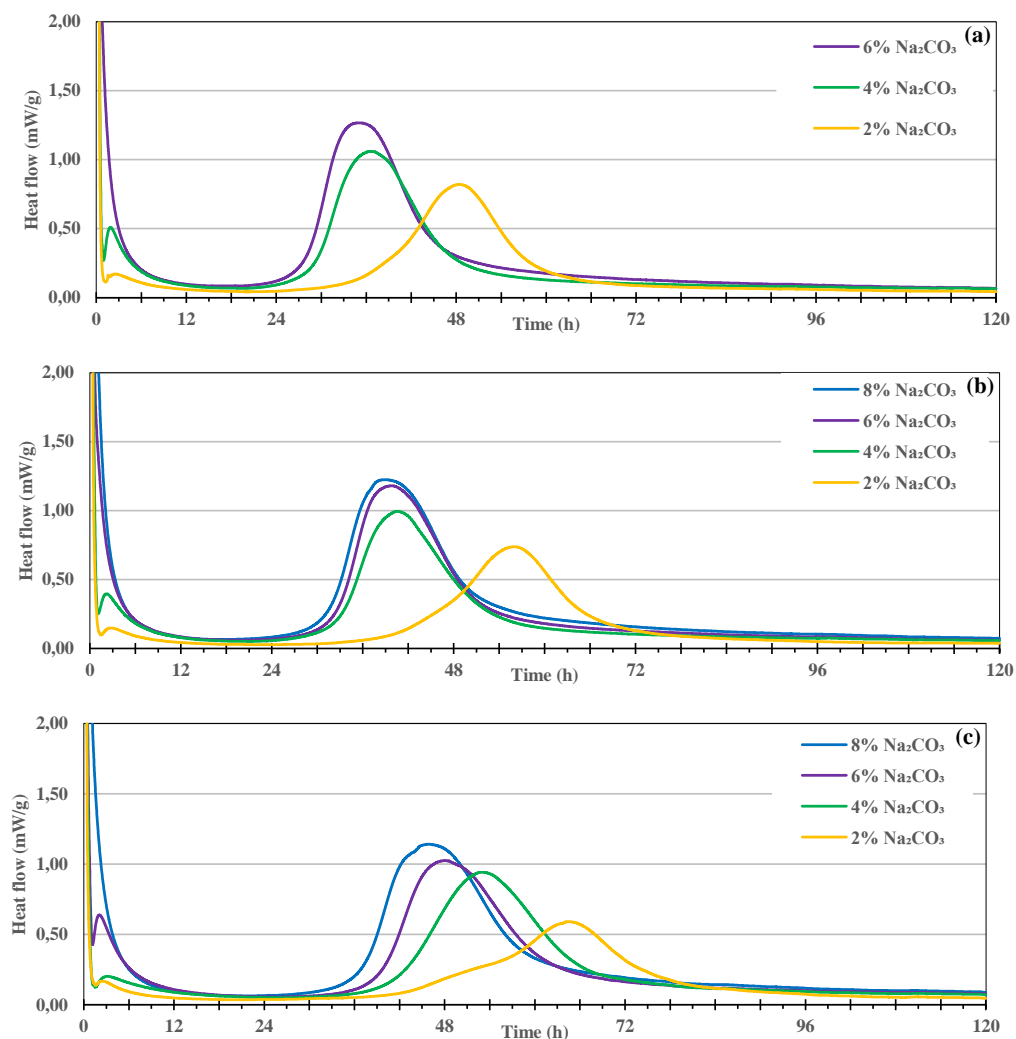 (a)
2,00
1,50
1,00
0,50
0,00
Heat flow (mW/g)
6% Na₂CO₃
4% Na₂CO₃
2% Na₂CO₃
0 12 24 48 72 96 120
Time (h)
(b)
2,00
1,50
1,00
0,50
0,00
Heat flow (mW/g)
8% Na₂CO₃
6% Na₂CO₃
4% Na₂CO₃
2% Na₂CO₃
0 12 24 48 72 96 120
Time (h)
(c)
2,00
1,50
1,00
0,50
0,00
Heat flow (mW/g)
8% Na₂CO₃
6% Na₂CO₃
4% Na₂CO₃
2% Na₂CO₃
0 12 24 48 72 96 120
Time (h)